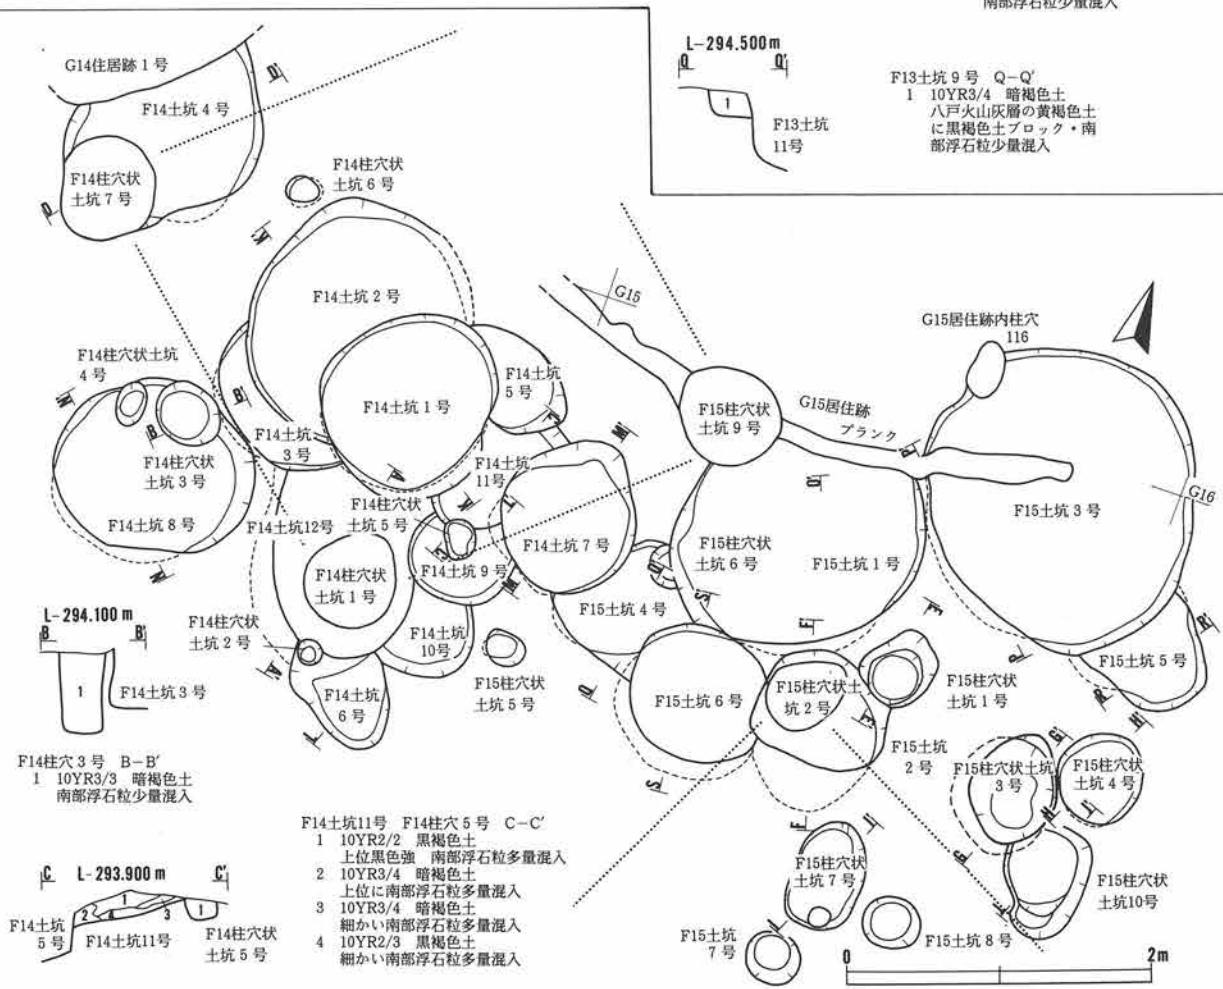 南部浮石粒少量混入
L-294.500m
Q Q′
1
F13土坑
11号
F13土坑9号 Q-Q′
1 10YR3/4 暗褐色土
八戸火山灰層の黄褐色土
に黒褐色土ブロック・南
部浮石粒少量混入
G14住居跡1号
F14土坑4号
F14柱穴状
土坑7号
F14柱穴状
土坑6号
F14土坑2号
F14土坑1号
F14土坑
5号
F14土坑
3号
F14柱穴状土坑
4号
F14柱穴状
土坑3号
F14土坑8号
F14土坑12号
F14土坑
11号
F14柱穴状
土坑5号
F14土坑7号
F14土坑9号
F14柱穴状
土坑1号
F14柱穴状
土坑2号
F14土坑
10号
F14土坑
6号
F15柱穴状
土坑5号
G15
G15居住跡内柱穴
116
F15柱穴状
土坑9号
G15居住跡
プランク
G16
F15土坑3号
F15柱穴状
土坑6号
F15土坑1号
F15土坑4号
F15土坑5号
F15土坑6号
F15柱穴状土
坑2号
F15柱穴状
土坑1号
F15土坑
2号
F15柱穴状土坑
3号
F15柱穴状
土坑4号
F15柱穴状
土坑7号
F15柱穴状
土坑10号
F15土坑
7号
F15土坑8号
0 2m
L-294.100m
B B′
1
F14土坑3号
F14柱穴3号 B-B′
1 10YR3/3 暗褐色土
南部浮石粒少量混入
C L-293.900m C′
1
2 4 3 1
F14土坑
5号
F14土坑11号
F14柱穴状
土坑5号
F14土坑11号 F14柱穴5号 C-C′
1 10YR2/2 黒褐色土
上位黒色強 南部浮石粒多量混入
2 10YR3/4 暗褐色土
上位に南部浮石粒多量混入
3 10YR3/4 暗褐色土
細かい南部浮石粒多量混入
4 10YR2/3 黒褐色土
細かい南部浮石粒多量混入